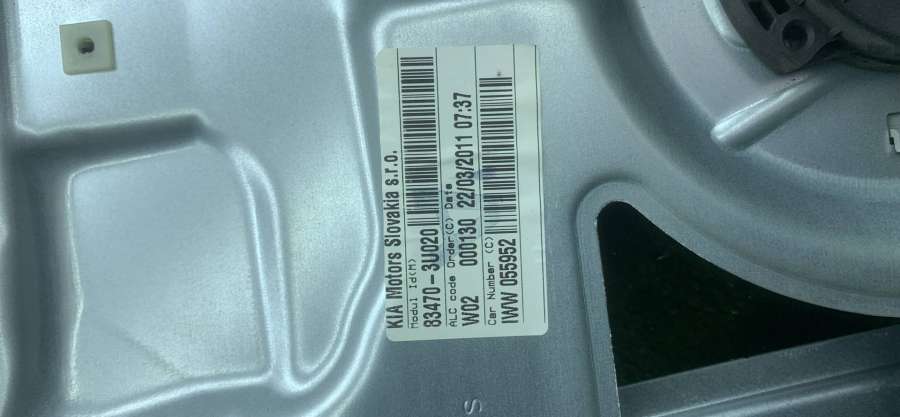 KIA Motors Slovakia s.r.o.
Modul Id(M)
83470-3U020
ALC code Order(C) Date
W02 000130 22/03/2011 07:37
Car Number (C)
IWW 055952
S